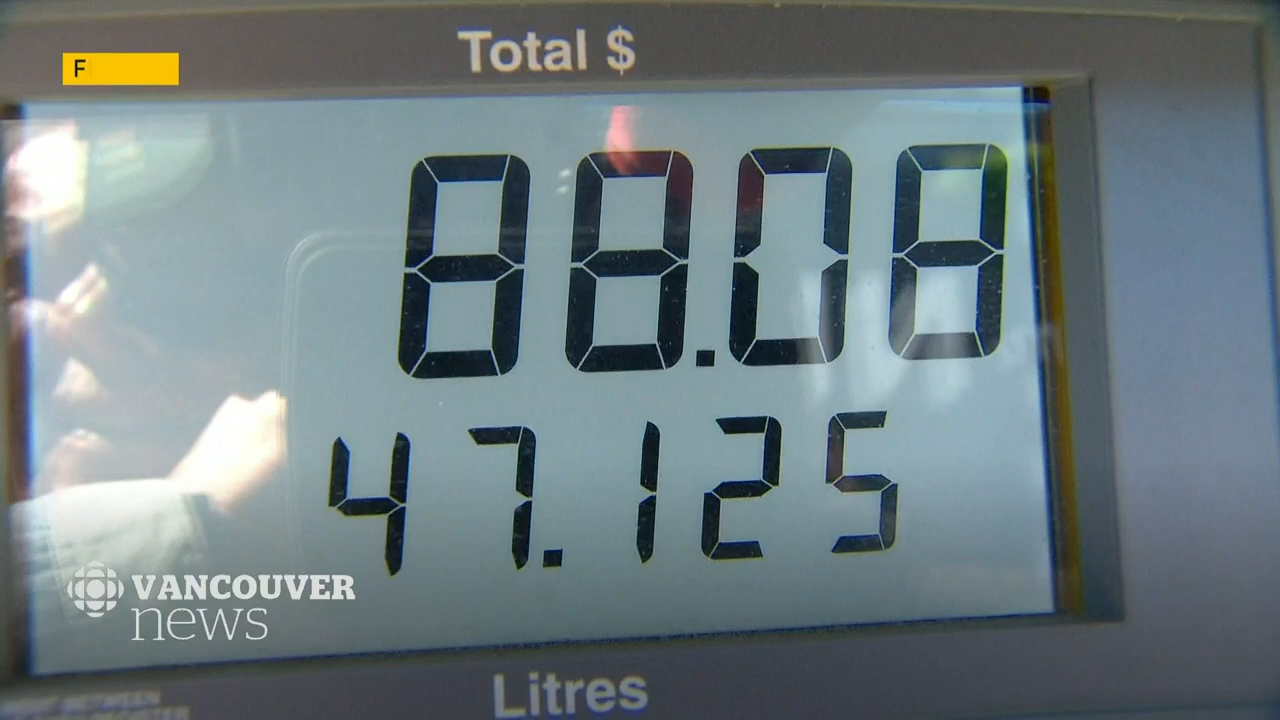 Total $
F
88.08
47.125
VANCOUVER
news
Litres